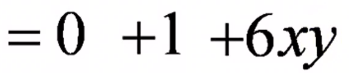 = 0 +1 +6xy